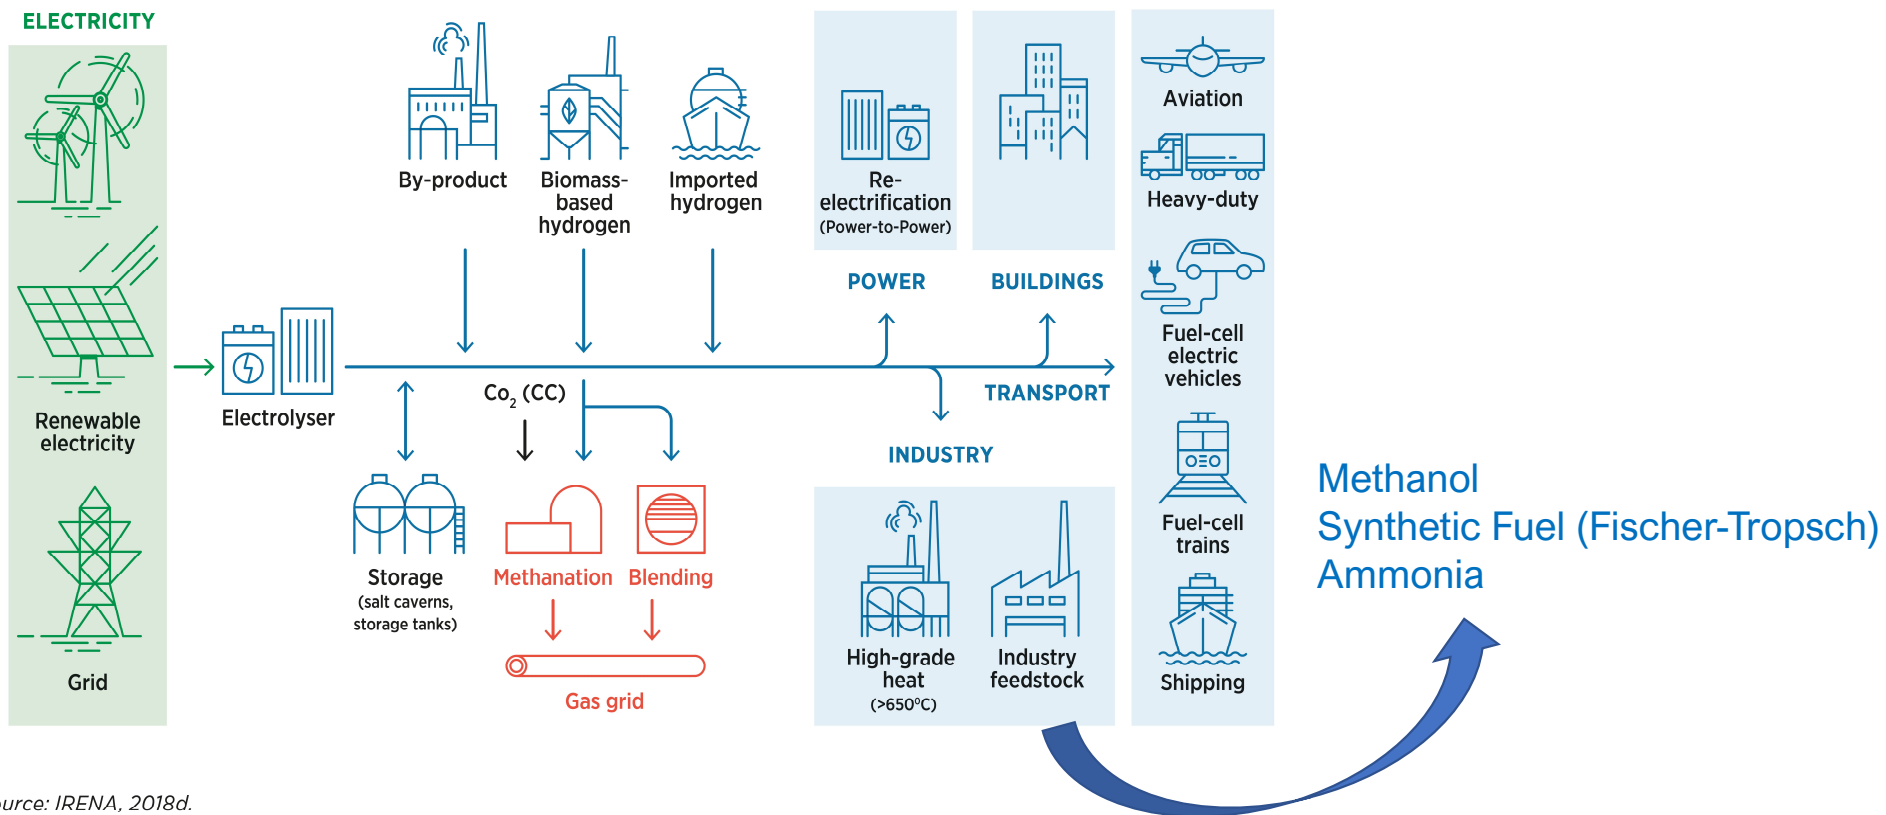 ELECTRICITY
Renewable
electricity
Grid
Electrolyser
By-product
Biomass-
based
hydrogen
Imported
hydrogen
Co₂ (CC)
Storage
(salt caverns,
storage tanks)
Methanation
Blending
Gas grid
Re-
electrification
(Power-to-Power)
POWER
BUILDINGS
TRANSPORT
INDUSTRY
High-grade
heat
(>650⁰C)
Industry
feedstock
Aviation
Heavy-duty
Fuel-cell
electric
vehicles
Fuel-cell
trains
Shipping
Methanol
Synthetic Fuel (Fischer-Tropsch)
Ammonia
urce: IRENA, 2018d.